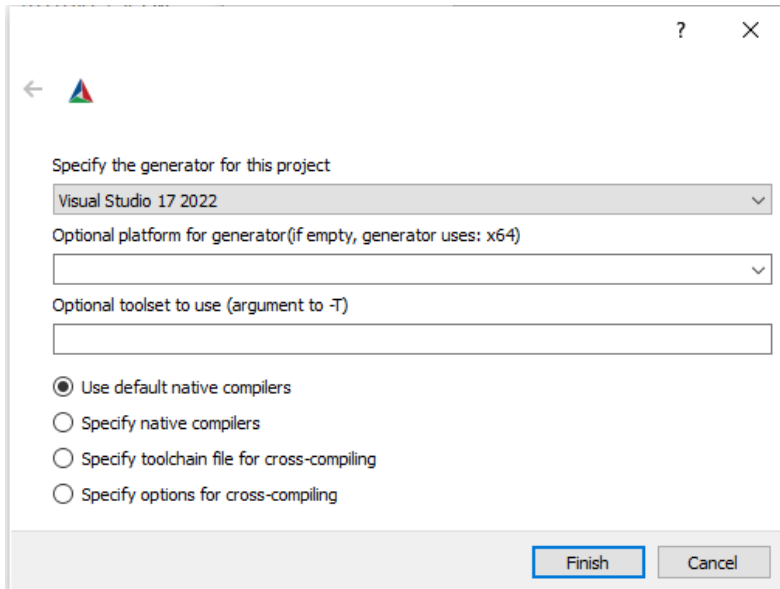 ?
Specify the generator for this project
Visual Studio 17 2022
Optional platform for generator(if empty, generator uses: x64)
Optional toolset to use (argument to -T)
Use default native compilers
Specify native compilers
Specify toolchain file for cross-compiling
Specify options for cross-compiling
Finish
Cancel